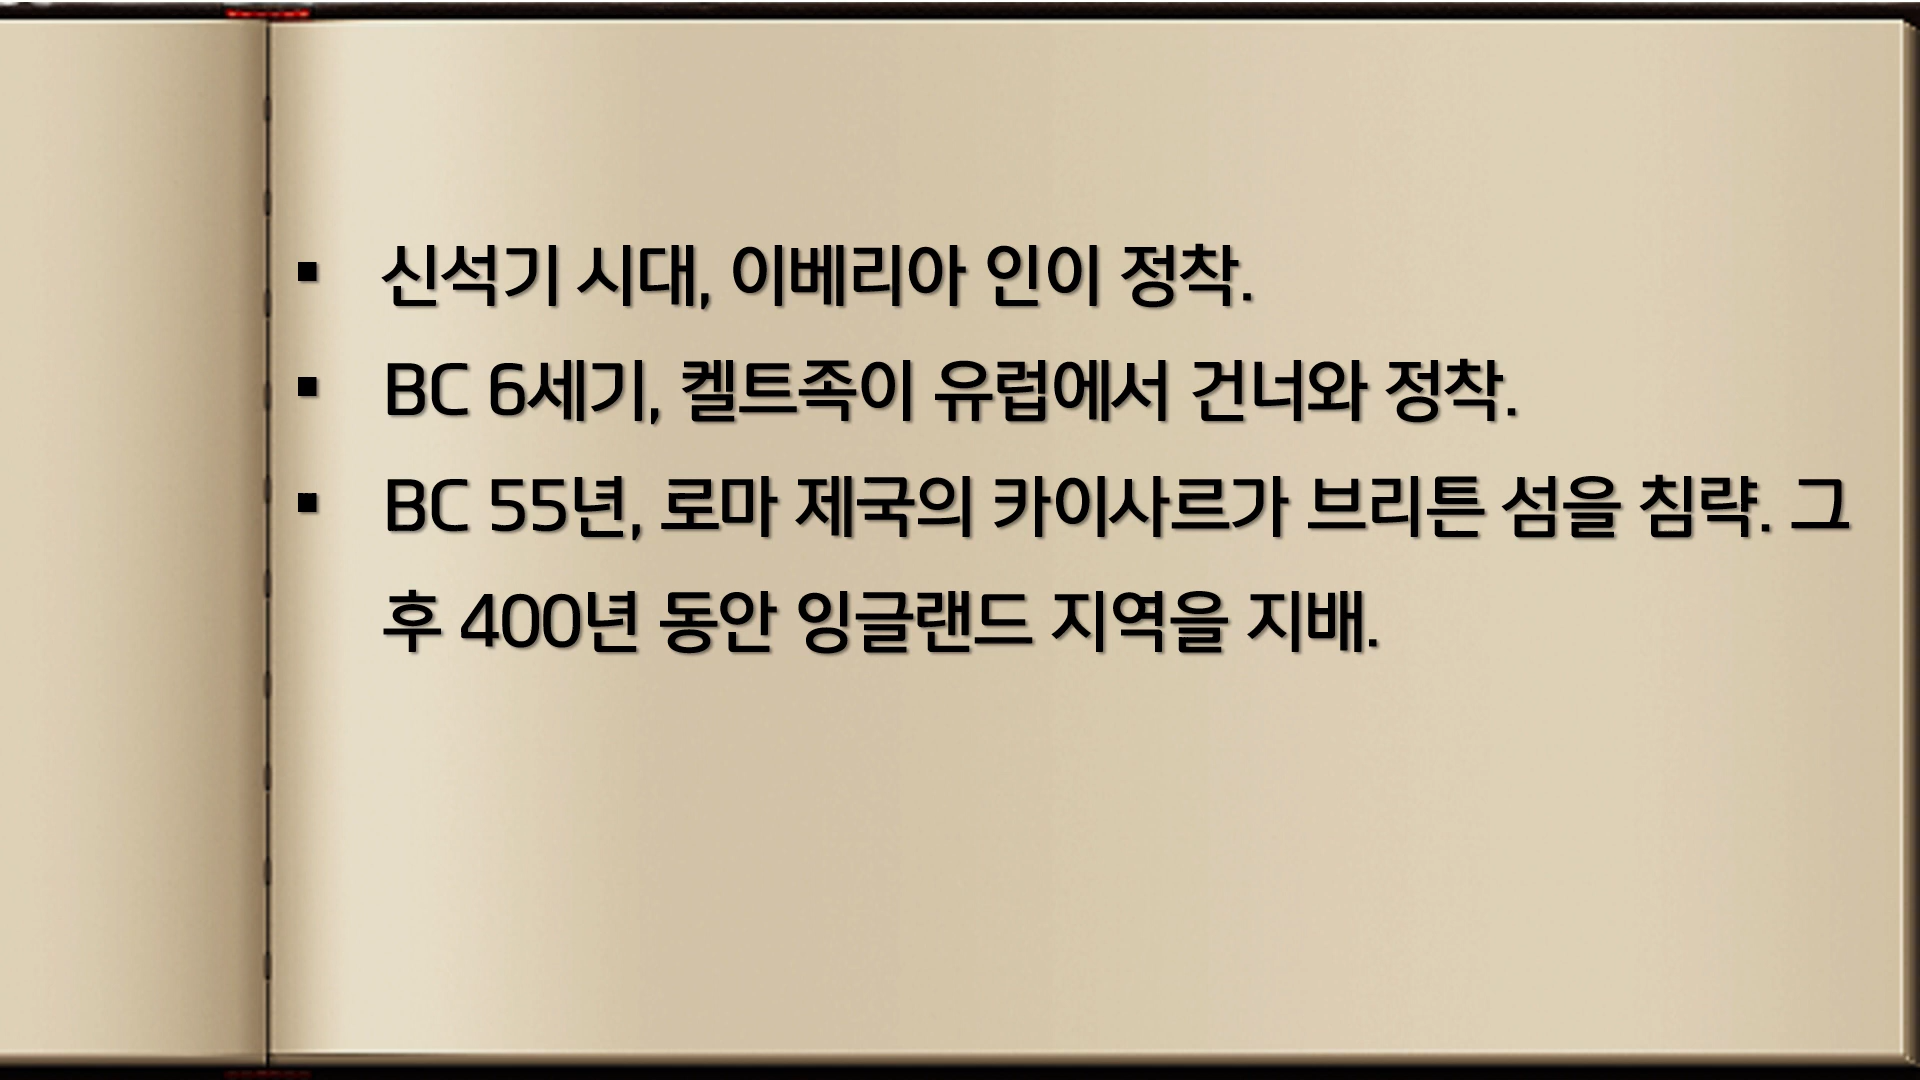 ▪ 신석기 시대, 이베리아 인이 정착.
▪ BC 6세기, 켈트족이 유럽에서 건너와 정착.
▪ BC 55년, 로마 제국의 카이사르가 브리튼 섬을 침략. 그
후 400년 동안 잉글랜드 지역을 지배.